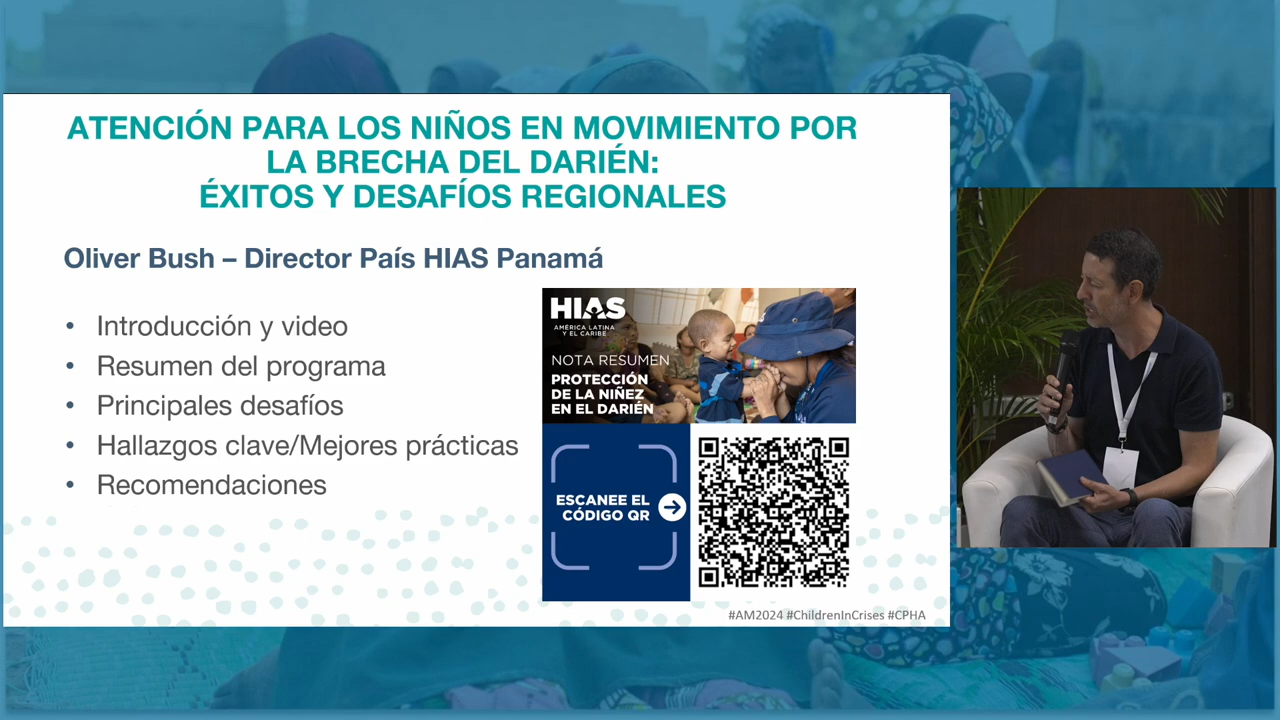 ATENCIÓN PARA LOS NIÑOS EN MOVIMIENTO POR
LA BRECHA DEL DARIÉN:
ÉXITOS Y DESAFÍOS REGIONALES
Oliver Bush – Director País HIAS Panamá
• Introducción y video
• Resumen del programa
• Principales desafíos
• Hallazgos clave/Mejores prácticas
• Recomendaciones
HIAS
AMÉRICA LATINA
Y EL CARIBE
NOTA RESUMEN
PROTECCIÓN
DE LA NIÑEZ
EN EL DARIÉN
ESCANEE EL
CÓDIGO QR
#AM2024 #ChildrenInCrises #CPHA